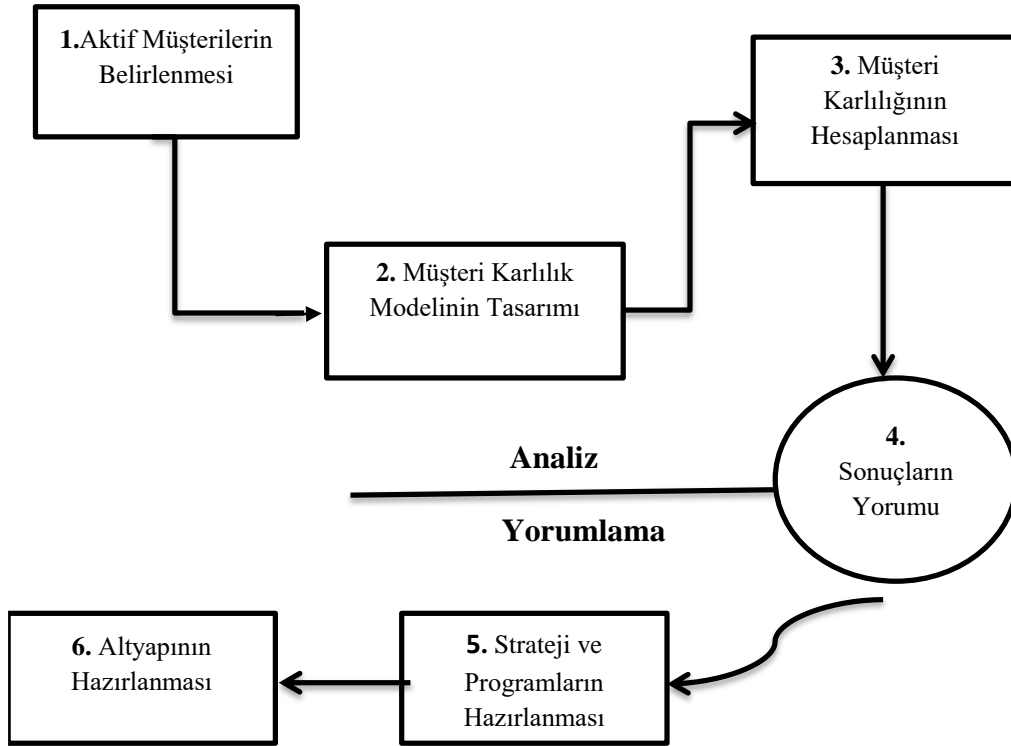 1.Aktif Müşterilerin
Belirlenmesi
2. Müşteri Karlılık
Modelinin Tasarımı
3. Müşteri
Karlılığının
Hesaplanması
4.
Sonuçların
Yorumu
Analiz
Yorumlama
5. Strateji ve
Programların
Hazırlanması
6. Altyapının
Hazırlanması